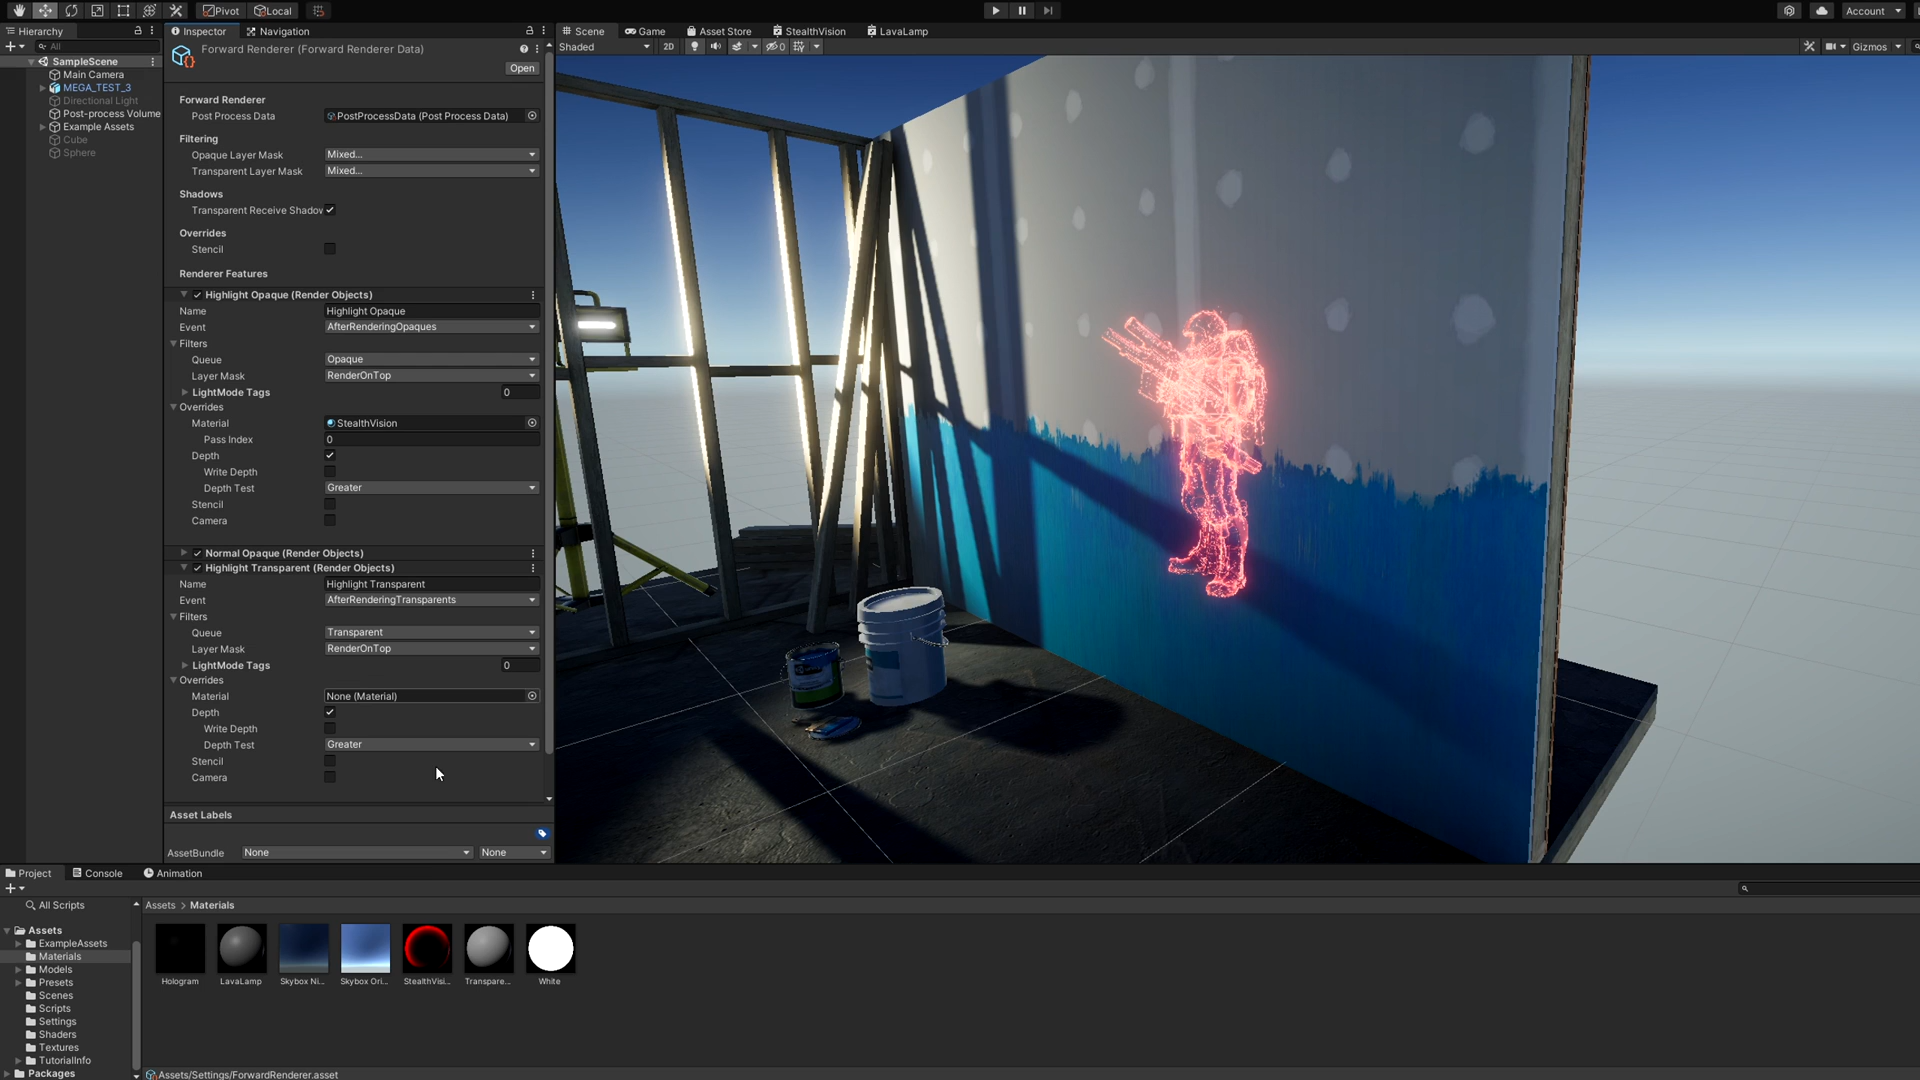 Pivot Local Account
Hierarchy Inspector Navigation Scene Game Asset Store StealthVision LavaLamp
All
Shaded 2D 0 Gizmos
Forward Renderer (Forward Renderer Data)
Open
SampleScene
Main Camera
MEGA_TEST_3
Directional Light
Post-process Volume
Example Assets
Cube
Sphere
Forward Renderer
Post Process Data PostProcessData (Post Process Data)
Filtering
Opaque Layer Mask Mixed...
Transparent Layer Mask Mixed...
Shadows
Transparent Receive Shadov
Overrides
Stencil
Renderer Features
Highlight Opaque (Render Objects)
Name Highlight Opaque
Event AfterRenderingOpaques
Filters
Queue Opaque
Layer Mask RenderOnTop
LightMode Tags 0
Overrides
Material StealthVision
Pass Index 0
Depth
Write Depth
Depth Test Greater
Stencil
Camera
Normal Opaque (Render Objects)
Highlight Transparent (Render Objects)
Name Highlight Transparent
Event AfterRenderingTransparents
Filters
Queue Transparent
Layer Mask RenderOnTop
LightMode Tags 0
Overrides
Material None (Material)
Depth
Write Depth
Depth Test Greater
Stencil
Camera
Asset Labels
AssetBundle None None
Project Console Animation
All Scripts
Assets
ExampleAssets
Materials
Models
Presets
Scenes
Scripts
Settings
Shaders
Textures
TutorialInfo
Packages
Assets > Materials
Hologram LavaLamp Skybox Ni... Skybox Ori... StealthVisi... Transpare... White
Assets/Settings/ForwardRenderer.asset